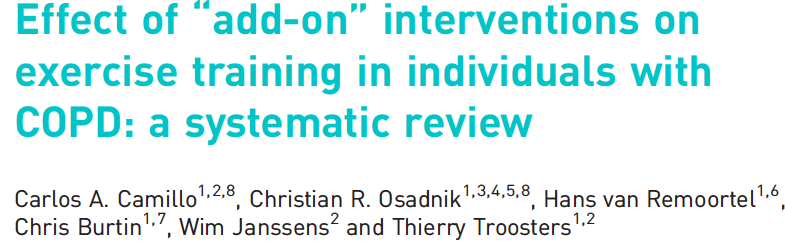 Effect of “add-on” interventions on
exercise training in individuals with
COPD: a systematic review
Carlos A. Camillo1,2,8, Christian R. Osadnik1,3,4,5,8, Hans van Remoortel1,6,
Chris Burtin1,7, Wim Janssens2 and Thierry Troosters1,2